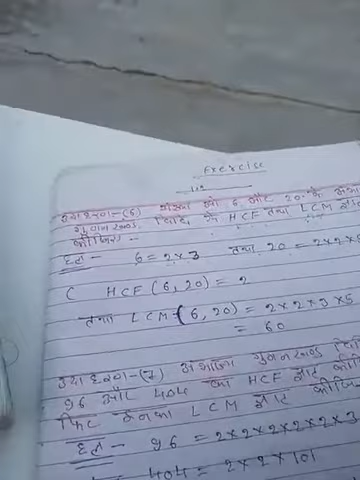 Exercise
1.2
उदाहरण-(6) संख्याओं 6 और 20 के अभा
गुणनखण्ड विधि से HCF तथा LCM ज्ञात
कीजिए -
हल 6 = 2×3 तथा 20 = 2×2×5
HCF (6, 20) = 2
तथा LCM (6, 20) = 2×2×3×5
= 60
उदाहरण-(7) अभाज्य गुणनखण्ड विधि
96 और 404 का HCF ज्ञात कीजि
फिर इनका LCM ज्ञात कीजि
हल - 96 = 2×2×2×2×2×3
404 = 2×2×101